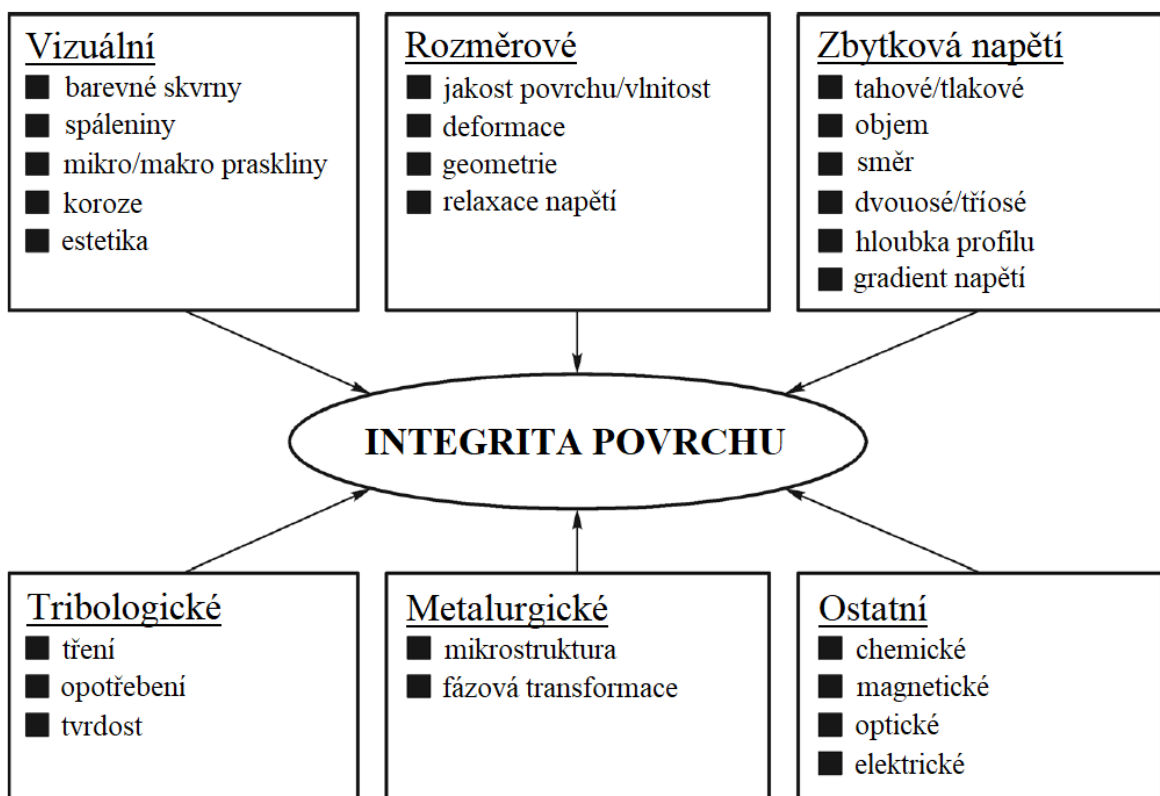 Vizuální
barevné skvrny
spáleniny
mikro/makro praskliny
koroze
estetika
Rozměrové
jakost povrchu/vlnitost
deformace
geometrie
relaxace napětí
Zbytková napětí
tahové/tlakové
objem
směr
dvouosé/tříosé
hloubka profilu
gradient napětí
INTEGRITA POVRCHU
Tribologické
tření
opotřebení
tvrdost
Metalurgické
mikrostruktura
fázová transformace
Ostatní
chemické
magnetické
optické
elektrické